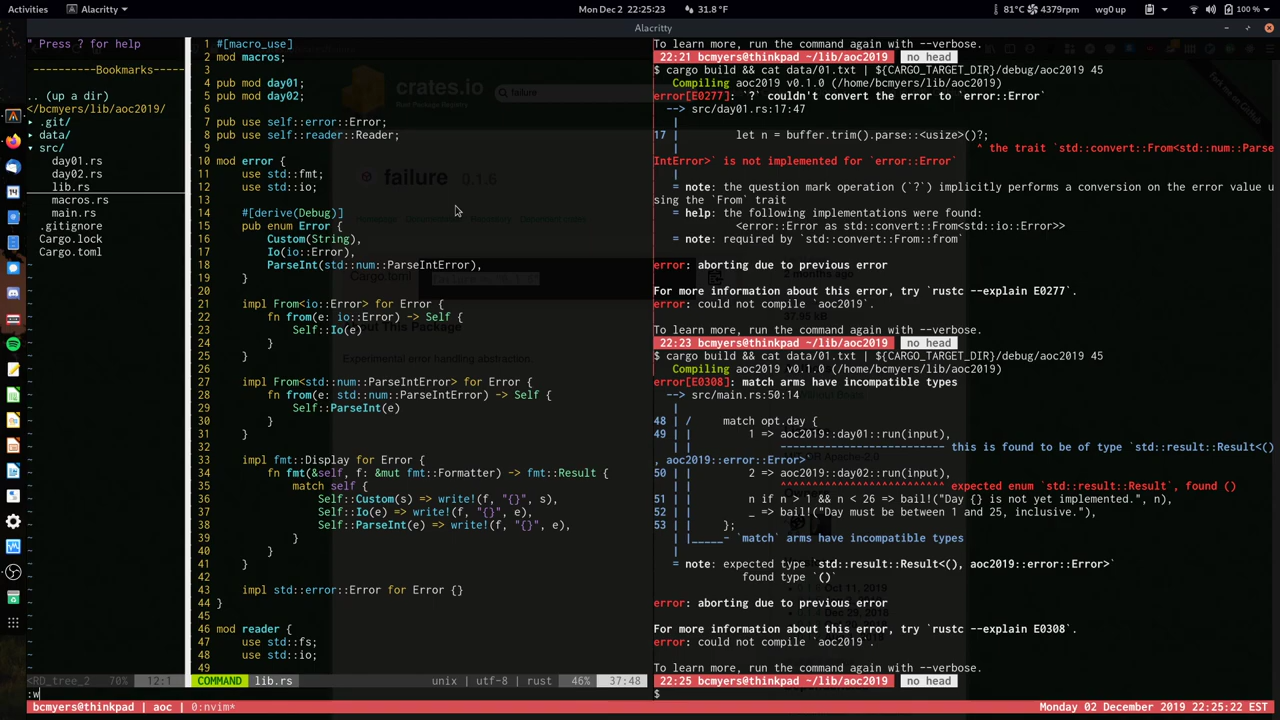 Activities
Alacritty
Mon Dec 2 22:25:23
31.8 °F
81°C
4379rpm
wg0 up
100 %
Alacritty
" Press ? for help
----------Bookmarks-----
.. (up a dir)
</bcmyers/lib/aoc2019/
▸ .git/
▸ data/
▾ src/
day01.rs
day02.rs
lib.rs
macros.rs
main.rs
.gitignore
Cargo.lock
Cargo.toml
<RD_tree_2 70% 12:1
1 #[macro_use]
2 mod macros;
3
4 pub mod day01;
5 pub mod day02;
6
7 pub use self::error::Error;
8 pub use self::reader::Reader;
9
10 mod error {
11 use std::fmt;
12 use std::io;
13
14 #[derive(Debug)]
15 pub enum Error {
16 Custom(String),
17 Io(io::Error),
18 ParseInt(std::num::ParseIntError),
19 }
20
21 impl From<io::Error> for Error {
22 fn from(e: io::Error) -> Self {
23 Self::Io(e)
24 }
25 }
26
27 impl From<std::num::ParseIntError> for Error {
28 fn from(e: std::num::ParseIntError) -> Self {
29 Self::ParseInt(e)
30 }
31 }
32
33 impl fmt::Display for Error {
34 fn fmt(&self, f: &mut fmt::Formatter) -> fmt::Result {
35 match self {
36 Self::Custom(s) => write!(f, "{}", s),
37 Self::Io(e) => write!(f, "{}", e),
38 Self::ParseInt(e) => write!(f, "{}", e),
39 }
40 }
41 }
42
43 impl std::error::Error for Error {}
44 }
45
46 mod reader {
47 use std::fs;
48 use std::io;
49
COMMAND lib.rs unix | utf-8 | rust 46% 37:48
:w
crates.io
failure
failure 0.1.6
Cargo.toml
About This Package
Experimental error handling abstraction.
To learn more, run the command again with --verbose.
22:21 bcmyers@thinkpad ~/lib/aoc2019 no head
$ cargo build && cat data/01.txt | ${CARGO_TARGET_DIR}/debug/aoc2019 45
Compiling aoc2019 v0.1.0 (/home/bcmyers/lib/aoc2019)
error[E0277]: `?` couldn't convert the error to `error::Error`
--> src/day01.rs:17:47
|
17 | let n = buffer.trim().parse::<usize>()?;
| ^ the trait `std::convert::From<std::num::Parse
IntError>` is not implemented for `error::Error`
|
= note: the question mark operation (`?`) implicitly performs a conversion on the error value u
sing the `From` trait
= help: the following implementations were found:
<error::Error as std::convert::From<std::io::Error>>
= note: required by `std::convert::From::from`
error: aborting due to previous error
For more information about this error, try `rustc --explain E0277`.
error: could not compile `aoc2019`.
To learn more, run the command again with --verbose.
22:23 bcmyers@thinkpad ~/lib/aoc2019 no head
$ cargo build && cat data/01.txt | ${CARGO_TARGET_DIR}/debug/aoc2019 45
Compiling aoc2019 v0.1.0 (/home/bcmyers/lib/aoc2019)
error[E0308]: match arms have incompatible types
--> src/main.rs:50:14
|
48 | / match opt.day {
49 | | 1 => aoc2019::day01::run(input),
| | ------------------------- this is found to be of type `std::result::Result<()
, aoc2019::error::Error>`
50 | | 2 => aoc2019::day02::run(input),
| | ^^^^^^^^^^^^^^^^^^^^^^^^^ expected enum `std::result::Result`, found ()
51 | | n if n > 1 && n < 26 => bail!("Day {} is not yet implemented.", n),
52 | | _ => bail!("Day must be between 1 and 25, inclusive."),
53 | | };
| |_____- `match` arms have incompatible types
|
= note: expected type `std::result::Result<(), aoc2019::error::Error>`
found type `()`
error: aborting due to previous error
For more information about this error, try `rustc --explain E0308`.
error: could not compile `aoc2019`.
To learn more, run the command again with --verbose.
22:25 bcmyers@thinkpad ~/lib/aoc2019 no head
$
bcmyers@thinkpad | aoc | 0:nvim*
Monday 02 December 2019 22:25:22 EST